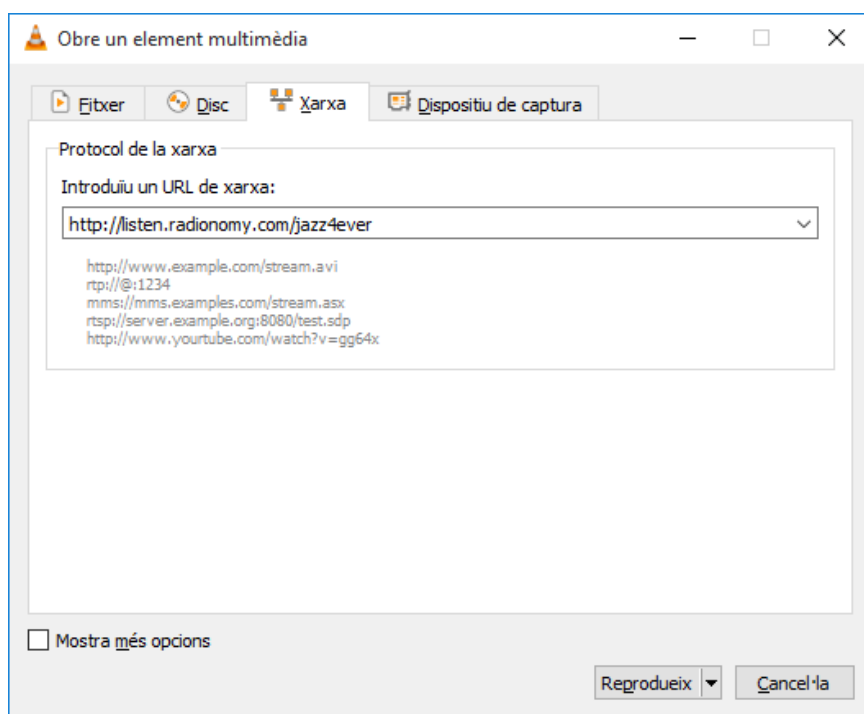 Obre un element multimèdia
Fitxer Disc Xarxa Dispositiu de captura
Protocol de la xarxa
Introduïu un URL de xarxa:
http://listen.radionomy.com/jazz4ever
http://www.example.com/stream.avi
rtp://@:1234
mms://mms.examples.com/stream.asx
rtsp://server.example.org:8080/test.sdp
http://www.yourtube.com/watch?v=gg64x
Mostra més opcions
Reprodueix Cancel·la